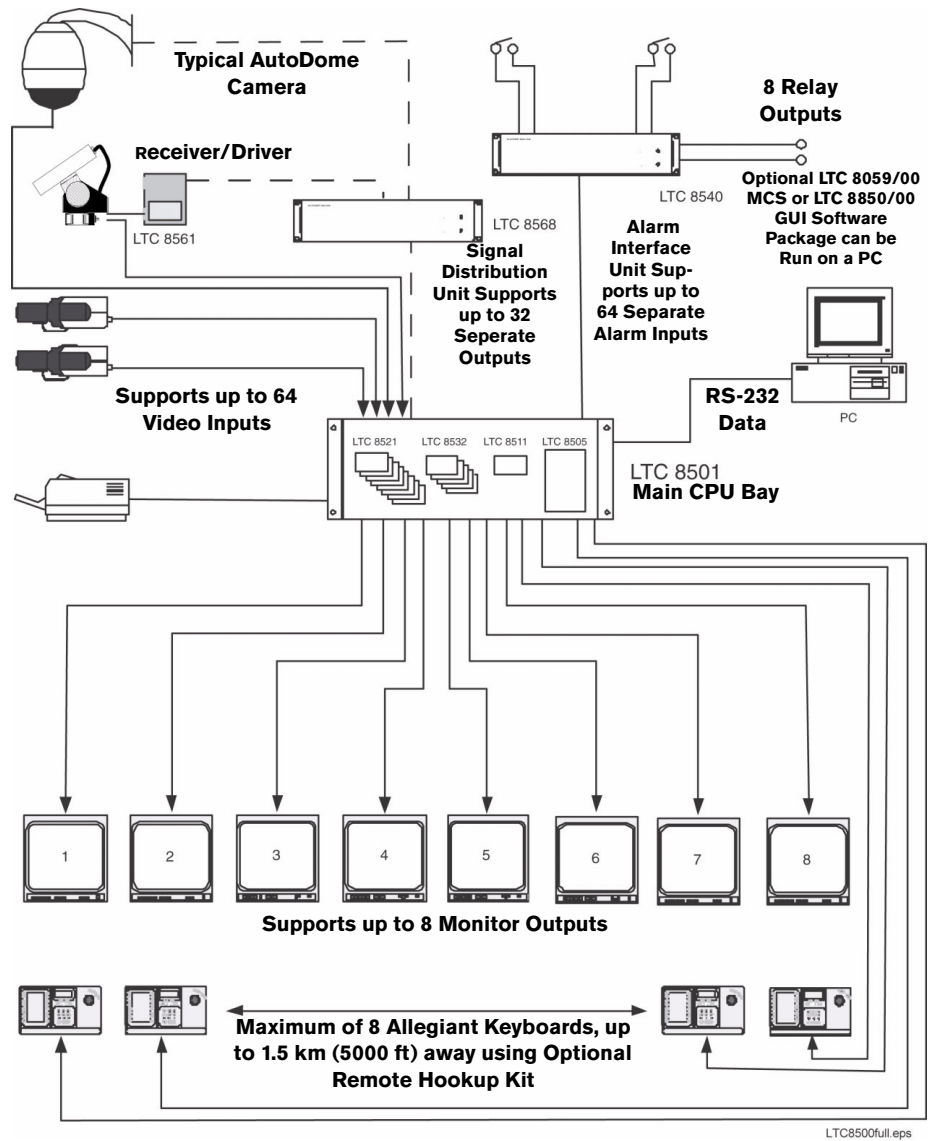 Typical AutoDome
Camera
Receiver/Driver
LTC 8561
LTC 8568
Signal
Distribution
Unit Supports
up to 32
Seperate
Outputs
8 Relay
Outputs
LTC 8540
Alarm
Interface
Unit Sup-
ports up to
64 Separate
Alarm Inputs
Optional LTC 8059/00
MCS or LTC 8850/00
GUI Software
Package can be
Run on a PC
Supports up to 64
Video Inputs
RS-232
Data
PC
LTC 8521
LTC 8532
LTC 8511
LTC 8505
LTC 8501
Main CPU Bay
1
2
3
4
5
6
7
8
Supports up to 8 Monitor Outputs
Maximum of 8 Allegiant Keyboards, up
to 1.5 km (5000 ft) away using Optional
Remote Hookup Kit
LTC8500full.eps